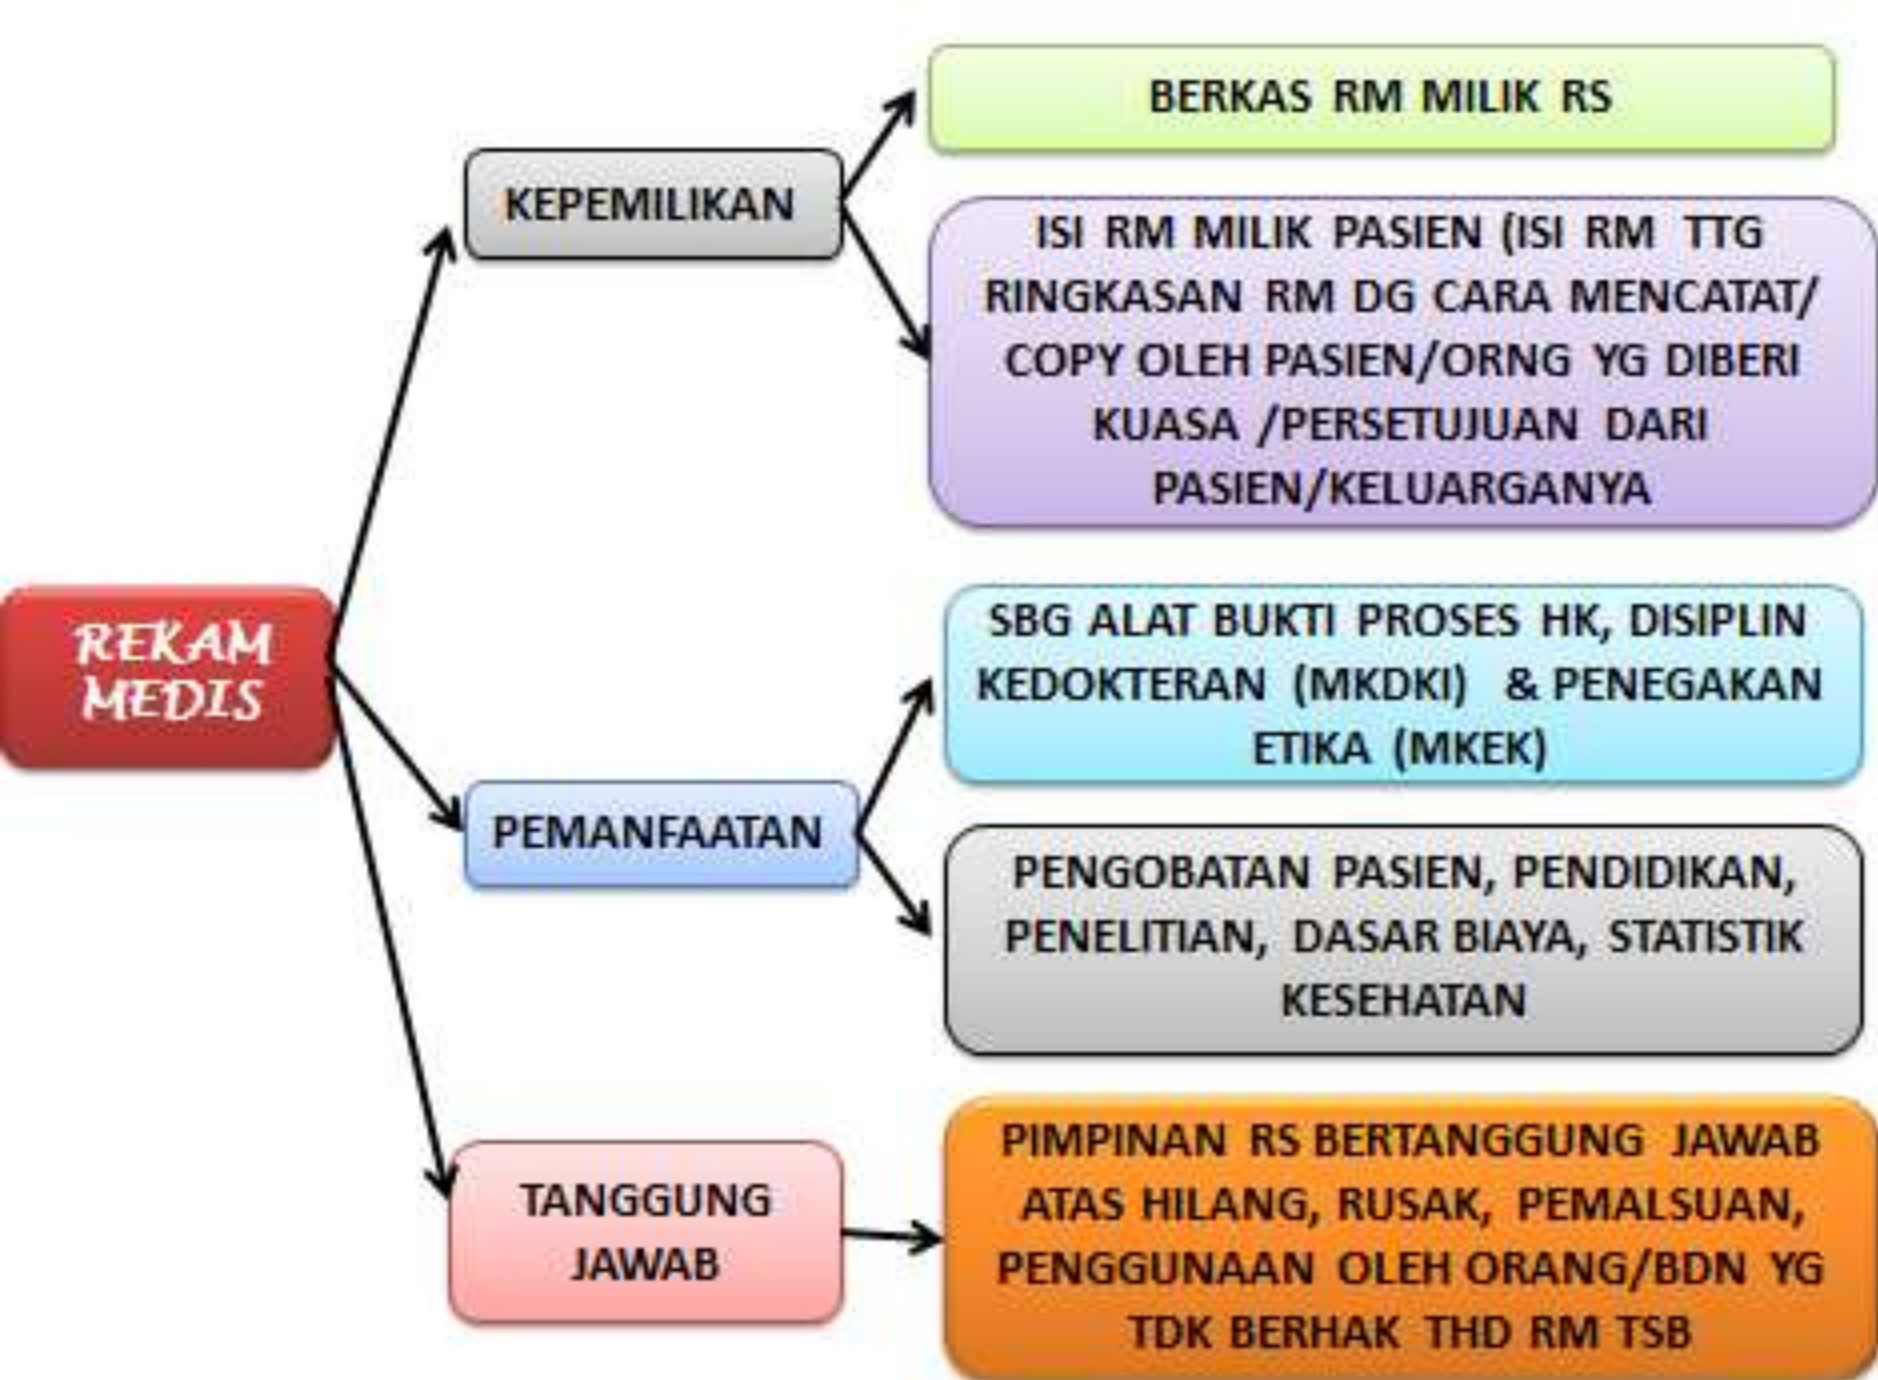 REKAM
MEDIS
KEPEMILIKAN
BERKAS RM MILIK RS
ISI RM MILIK PASIEN (ISI RM TTG
RINGKASAN RM DG CARA MENCATAT/
COPY OLEH PASIEN/ORNG YG DIBERI
KUASA /PERSETUJUAN DARI
PASIEN/KELUARGANYA
PEMANFAATAN
SBG ALAT BUKTI PROSES HK, DISIPLIN
KEDOKTERAN (MKDKI) & PENEGAKAN
ETIKA (MKEK)
PENGOBATAN PASIEN, PENDIDIKAN,
PENELITIAN, DASAR BIAYA, STATISTIK
KESEHATAN
TANGGUNG
JAWAB
PIMPINAN RS BERTANGGUNG JAWAB
ATAS HILANG, RUSAK, PEMALSUAN,
PENGGUNAAN OLEH ORANG/BDN YG
TDK BERHAK THD RM TSB